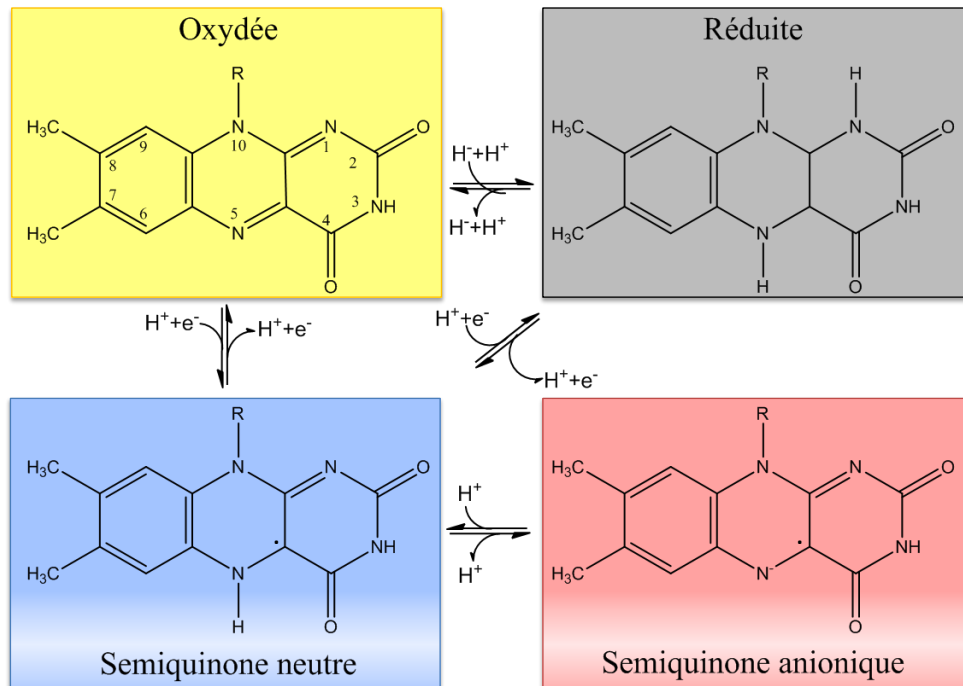 Oxydée
R
H₃C
9
N
10
N
1
O
8
2
7
3
NH
6
5
N
4
H₃C
O
Réduite
R
H
H₃C
N
N
O
NH
H₃C
N
H
O
H⁻+H⁺
H⁻+H⁺
H⁺+e⁻
H⁺+e⁻
H⁺+e⁻
H⁺+e⁻
R
H₃C
N
N
O
NH
H₃C
N
H
O
·
Semiquinone neutre
H⁺
H⁺
R
H₃C
N
N
O
NH
H₃C
N⁻
O
·
Semiquinone anionique